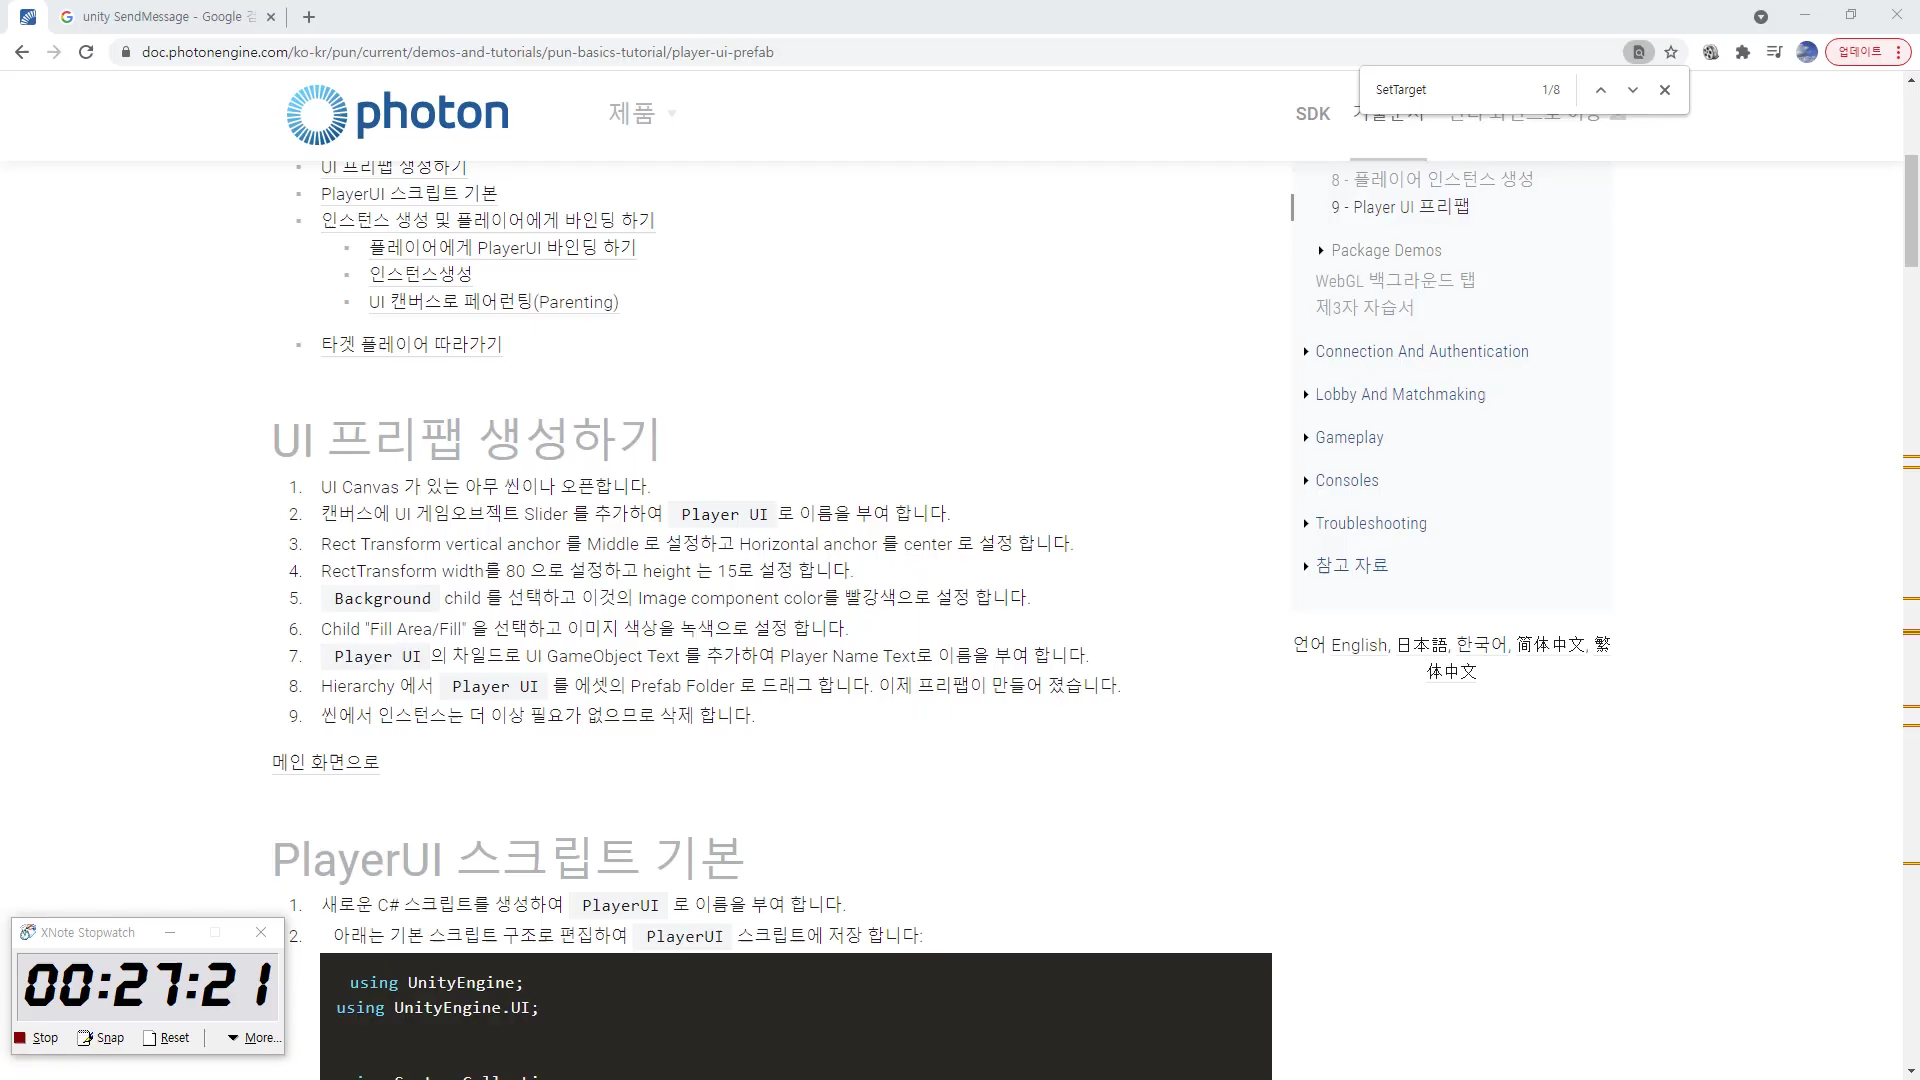 unity SendMessage - Google 검
doc.photonengine.com/ko-kr/pun/current/demos-and-tutorials/pun-basics-tutorial/player-ui-prefab
업데이트
SetTarget
1/8
photon
제품
SDK
UI 프리팹 생성하기
PlayerUI 스크립트 기본
인스턴스 생성 및 플레이어에게 바인딩 하기
플레이어에게 PlayerUI 바인딩 하기
인스턴스생성
UI 캔버스로 페어런팅(Parenting)
타겟 플레이어 따라가기
UI 프리팹 생성하기
1. UI Canvas 가 있는 아무 씬이나 오픈합니다.
2. 캔버스에 UI 게임오브젝트 Slider 를 추가하여 Player UI 로 이름을 부여 합니다.
3. Rect Transform vertical anchor 를 Middle 로 설정하고 Horizontal anchor 를 center 로 설정 합니다.
4. RectTransform width를 80 으로 설정하고 height 는 15로 설정 합니다.
5. Background child 를 선택하고 이것의 Image component color를 빨강색으로 설정 합니다.
6. Child "Fill Area/Fill" 을 선택하고 이미지 색상을 녹색으로 설정 합니다.
7. Player UI 의 차일드로 UI GameObject Text 를 추가하여 Player Name Text로 이름을 부여 합니다.
8. Hierarchy 에서 Player UI 를 에셋의 Prefab Folder 로 드래그 합니다. 이제 프리팹이 만들어 졌습니다.
9. 씬에서 인스턴스는 더 이상 필요가 없으므로 삭제 합니다.
메인 화면으로
PlayerUI 스크립트 기본
1. 새로운 C# 스크립트를 생성하여 PlayerUI 로 이름을 부여 합니다.
2. 아래는 기본 스크립트 구조로 편집하여 PlayerUI 스크립트에 저장 합니다:
using UnityEngine;
using UnityEngine.UI;
8 - 플레이어 인스턴스 생성
9 - Player UI 프리팹
Package Demos
WebGL 백그라운드 탭
제3자 자습서
Connection And Authentication
Lobby And Matchmaking
Gameplay
Consoles
Troubleshooting
참고 자료
언어 English, 日本語, 한국어, 简体中文, 繁
体中文
XNote Stopwatch
00:27:21
Stop Snap Reset More...